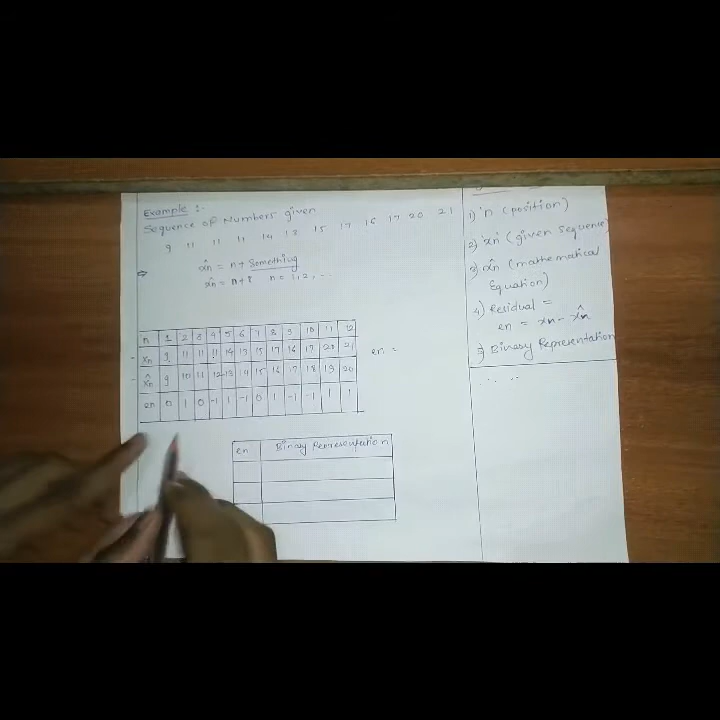 Example 1:-
Sequence of Numbers given
9 11 11 11 14 13 15 17 16 17 20 21
⇒ x̂n = n + Something
x̂n = n+8 n = 1, 2, ...
n 1 2 3 4 5 6 7 8 9 10 11 12
xn 9 11 11 11 14 13 15 17 16 17 20 21
x̂n 9 10 11 12 13 14 15 16 17 18 19 20
en 0 1 0 -1 1 -1 0 1 -1 -1 1 1
en =
en Binary Representation
1) 'n' (position)
2) 'xn' (given sequence)
3) x̂n (mathematical
Equation)
4) Residual =
en = xn - x̂n
5) Binary Representation